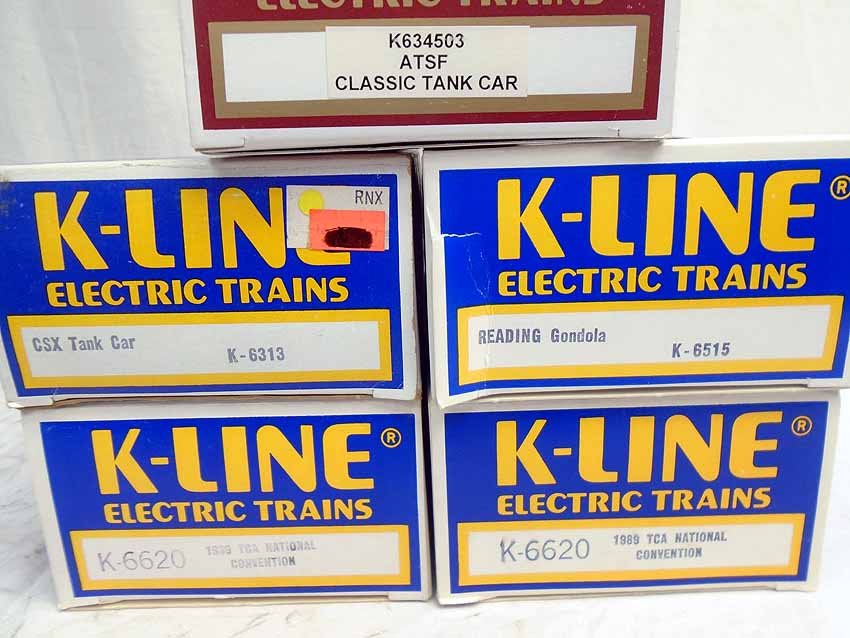 ELECTRIC TRAINS
K634503
ATSF
CLASSIC TANK CAR
K-LINE
RNX
ELECTRIC TRAINS
CSX Tank Car
K-6313
K-LINE®
ELECTRIC TRAINS
READING Gondola
K-6515
K-LINE®
ELECTRIC TRAINS
K-6620
1989 TCA NATIONAL
CONVENTION
K-LINE®
ELECTRIC TRAINS
K-6620
1989 TCA NATIONAL
CONVENTION